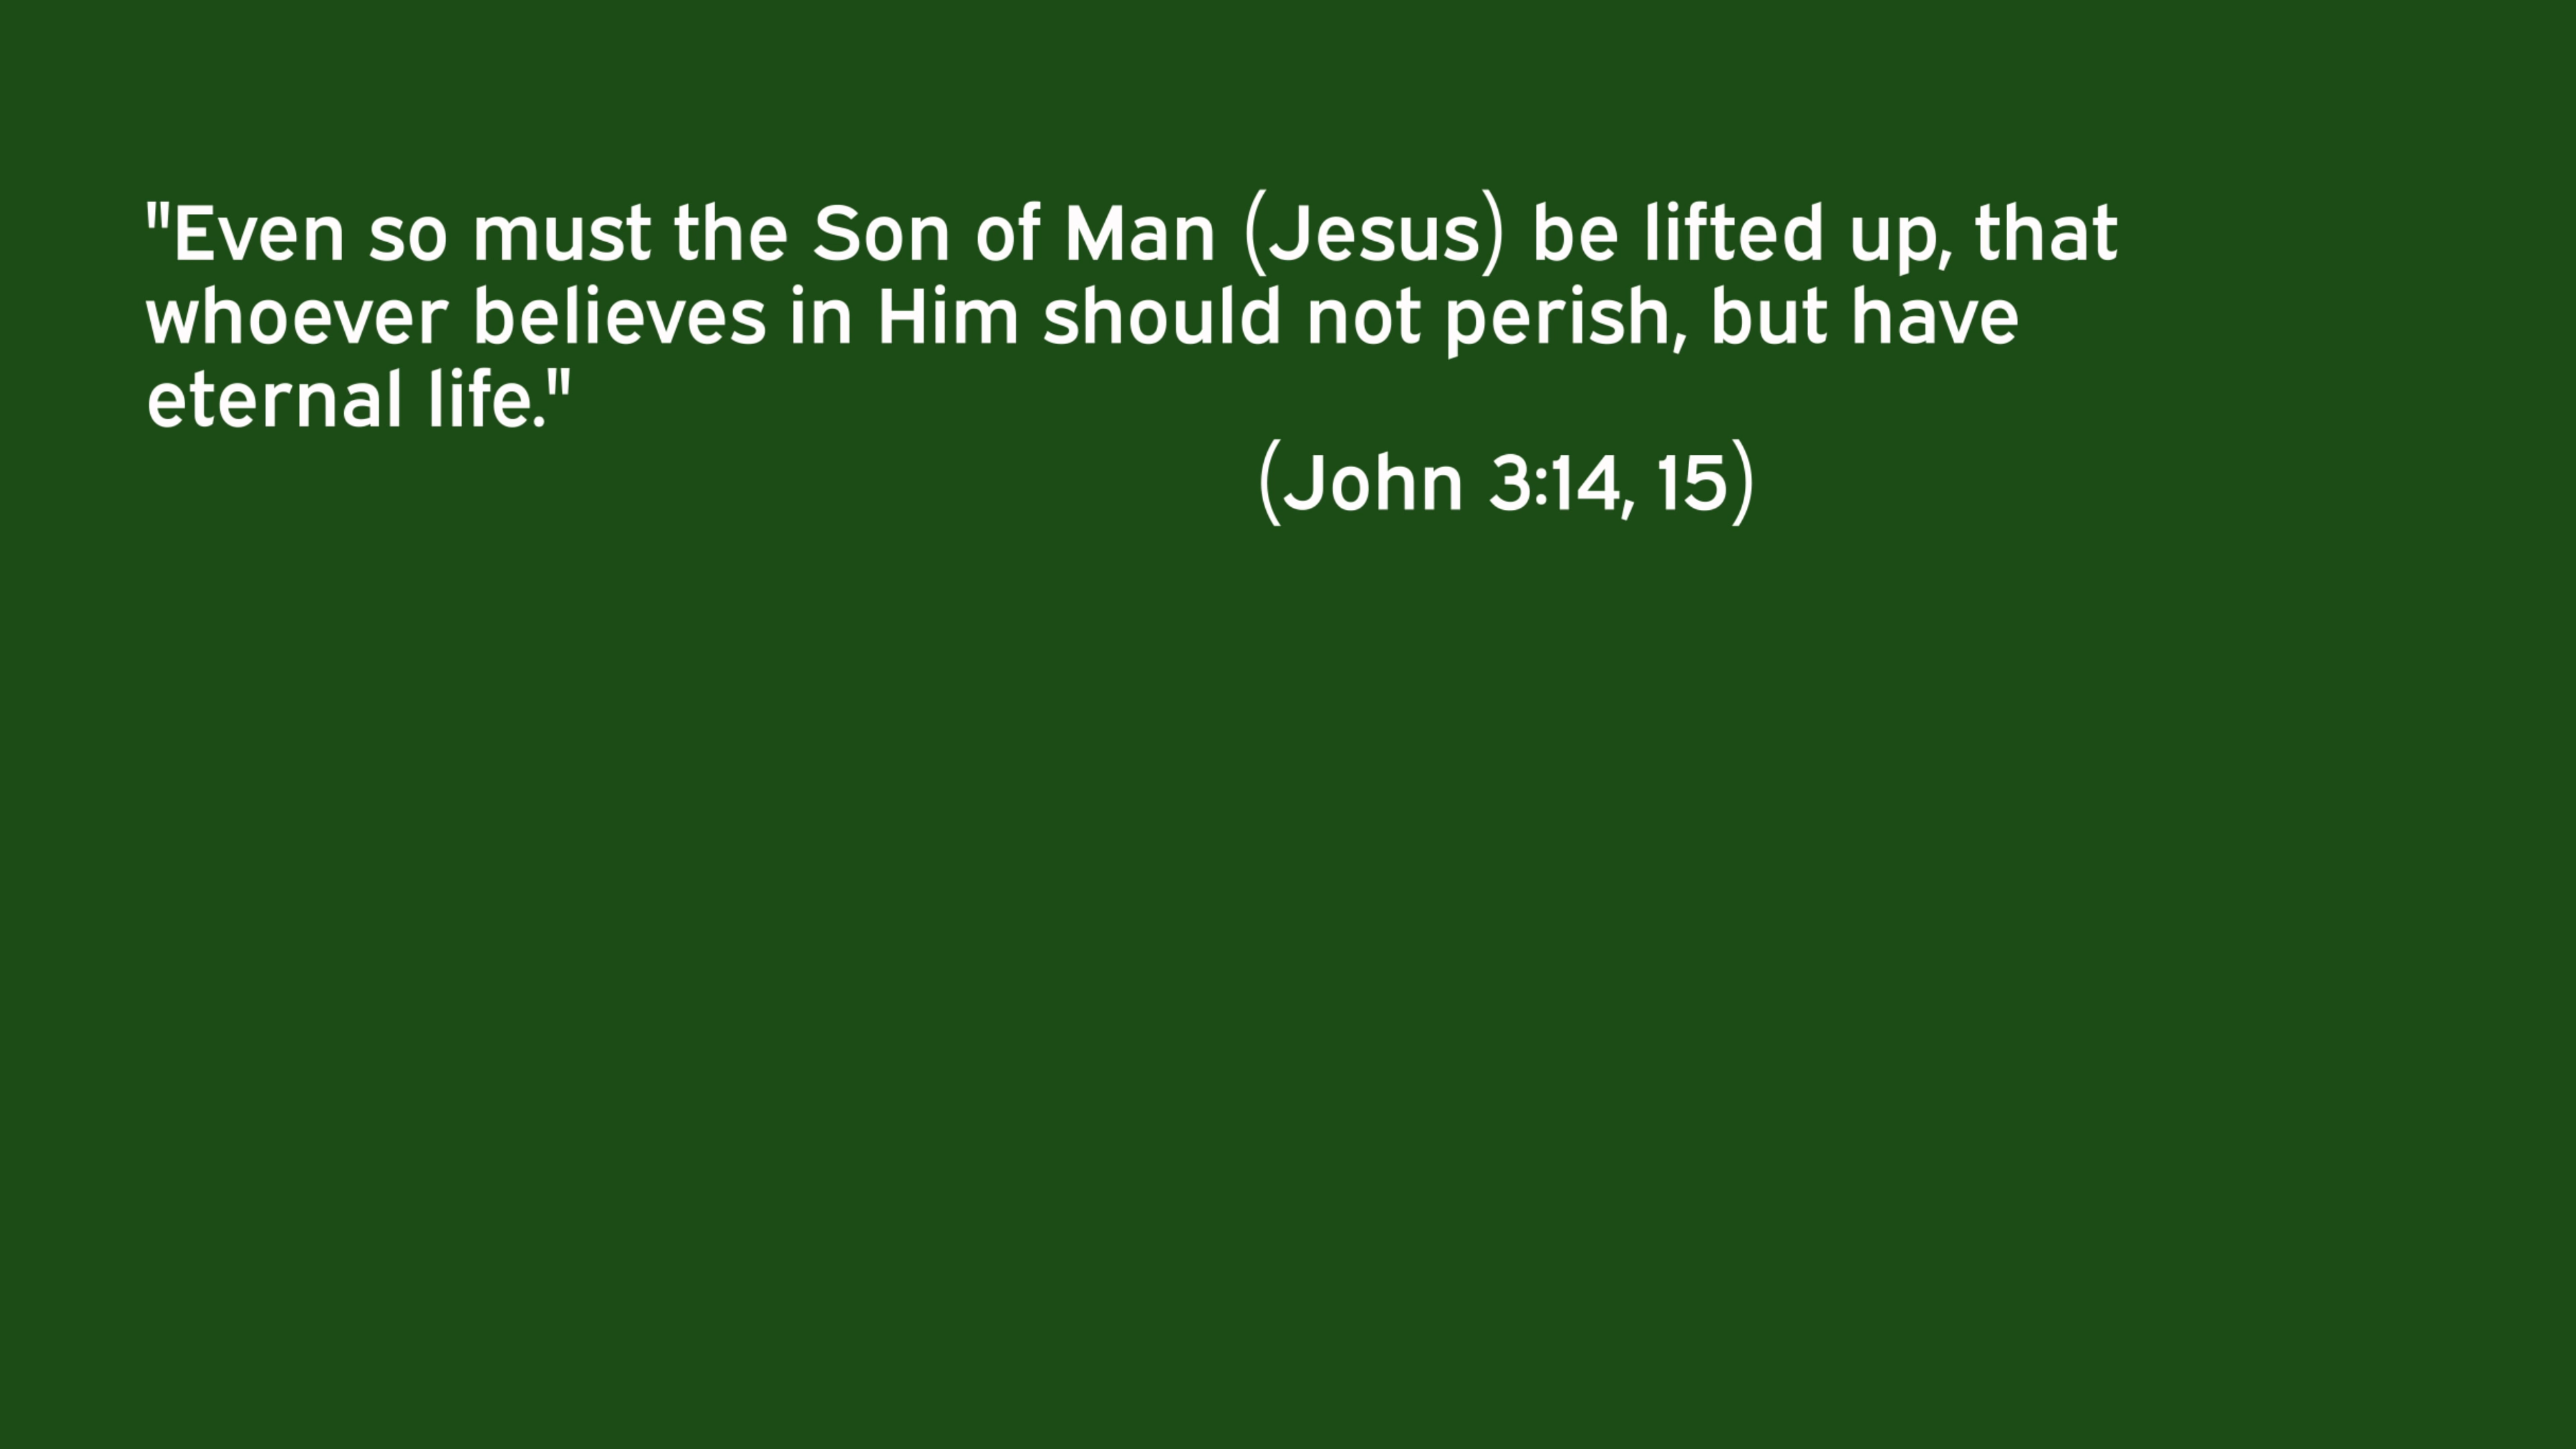 "Even so must the Son of Man (Jesus) be lifted up, that
whoever believes in Him should not perish, but have
eternal life."
(John 3:14, 15)